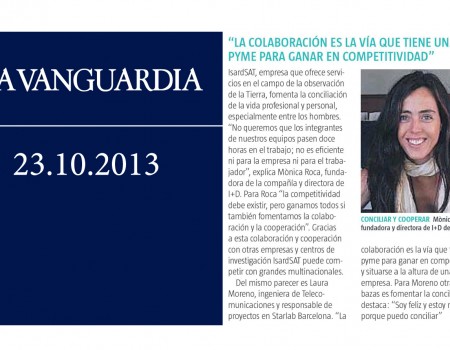 A VANGUARDIA
23.10.2013
"LA COLABORACIÓN ES LA VÍA QUE TIENE UN
PYME PARA GANAR EN COMPETITIVIDAD"
IsardSAT, empresa que ofrece servi-
cios en el campo de la observación
de la Tierra, fomenta la conciliación
de la vida profesional y personal,
especialmente entre los hombres.
"No queremos que los integrantes
de nuestros equipos pasen doce
horas en el trabajo; no es eficiente
ni para la empresa ni para el traba-
jador", explica Mònica Roca, funda-
dora de la compañía y directora de
I+D. Para Roca "la competitividad
debe existir, pero ganamos todos si
también fomentamos la colabo-
ración y la cooperación". Gracias
a esta colaboración y cooperación
con otras empresas y centros de
investigación IsardSAT puede com-
petir con grandes multinacionales.
Del mismo parecer es Laura
Moreno, ingeniera de Teleco-
municaciones y responsable de
proyectos en Starlab Barcelona. "La
CONCILIAR Y COOPERAR Mòni
fundadora y directora de I+D de
colaboración es la vía que t
pyme para ganar en compet
y situarse a la altura de una
empresa. Para Moreno otra
bazas es fomentar la concil
destaca: "Soy feliz y estoy m
porque puedo conciliar"